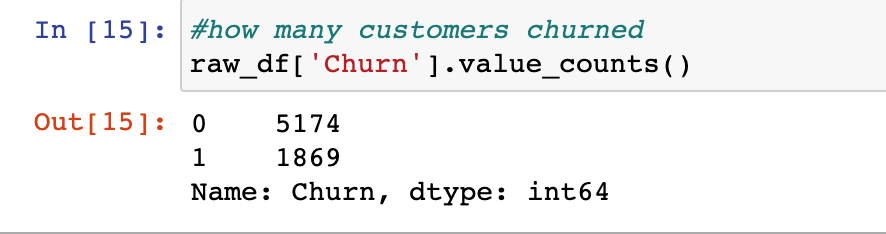 In [15]: #how many customers churned
raw_df['Churn'].value_counts()
Out[15]: 0    5174
1    1869
Name: Churn, dtype: int64